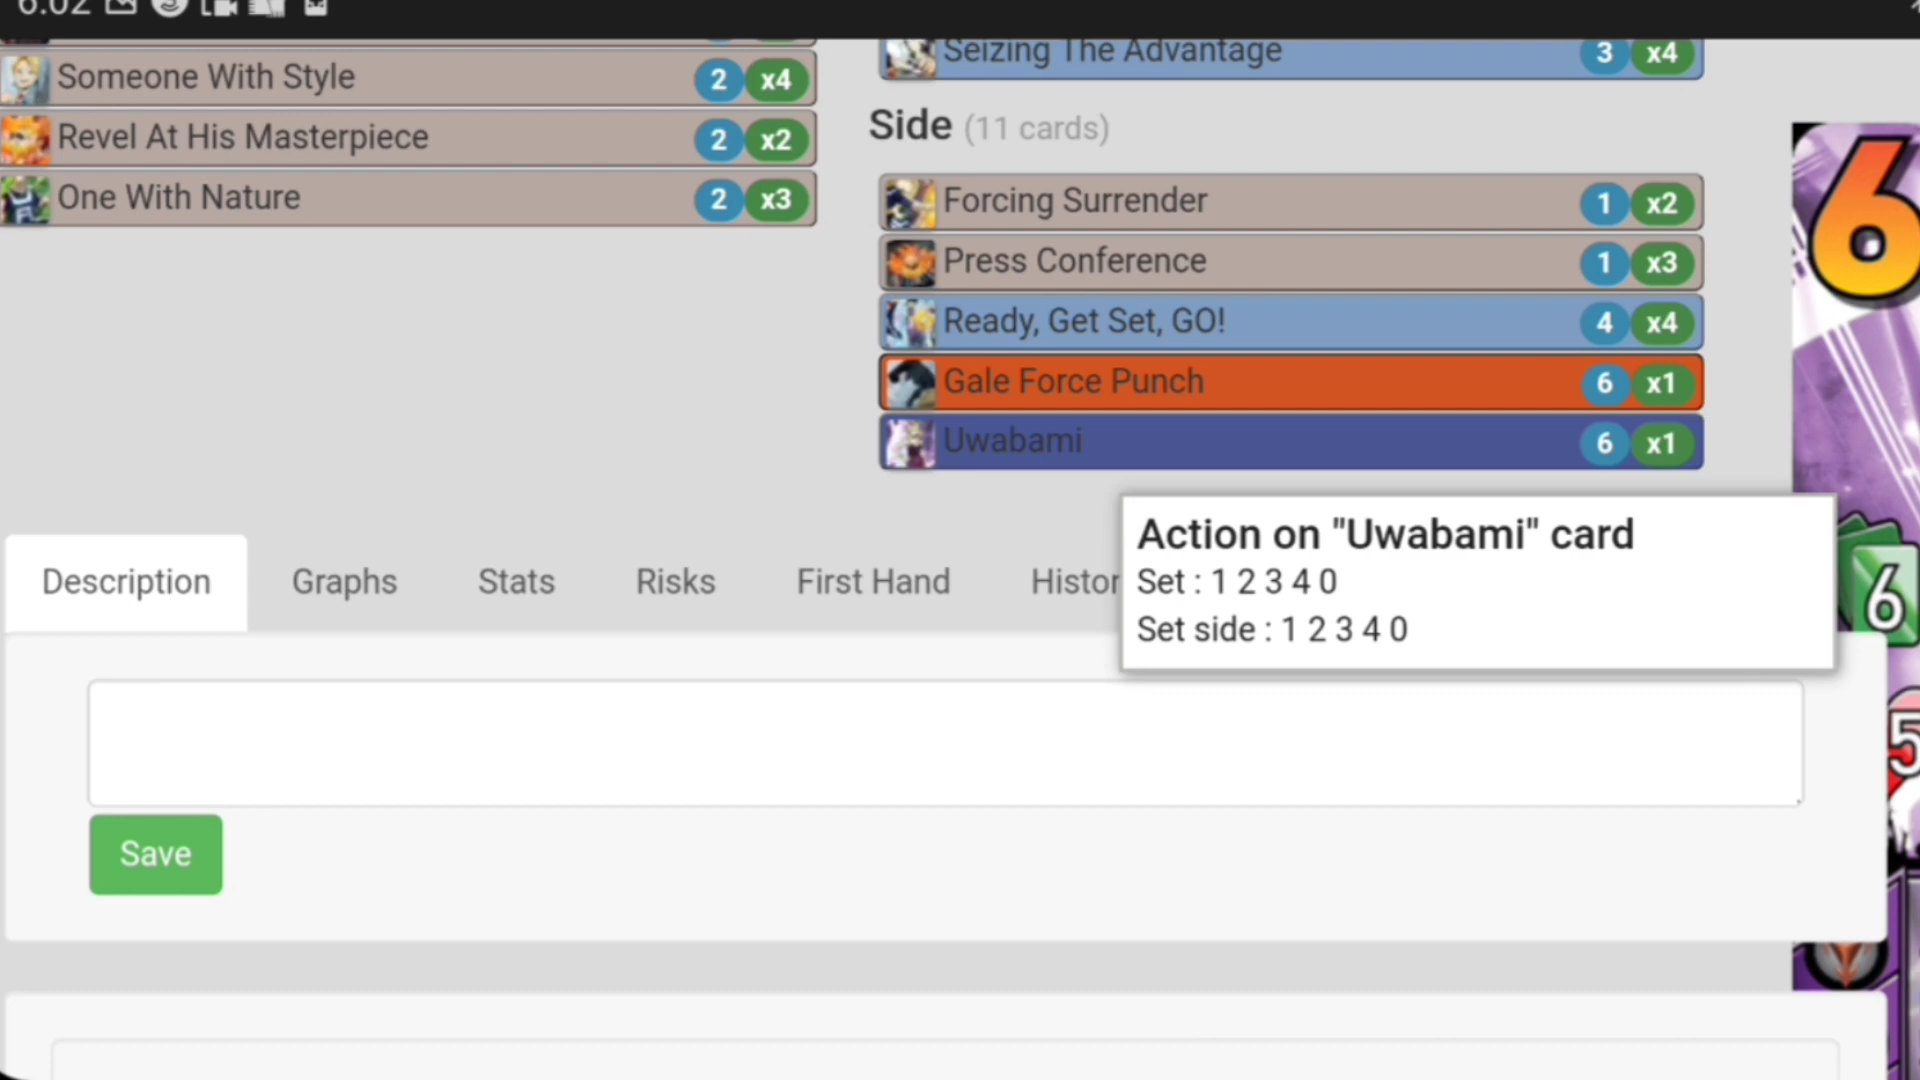 6:02
Someone With Style 2 x4
Revel At His Masterpiece 2 x2
One With Nature 2 x3
Seizing The Advantage 3 x4
Side (11 cards)
Forcing Surrender 1 x2
Press Conference 1 x3
Ready, Get Set, GO! 4 x4
Gale Force Punch 6 x1
Uwabami 6 x1
6
6
5
Action on "Uwabami" card
Set : 1 2 3 4 0
Set side : 1 2 3 4 0
Description Graphs Stats Risks First Hand Histor
Save